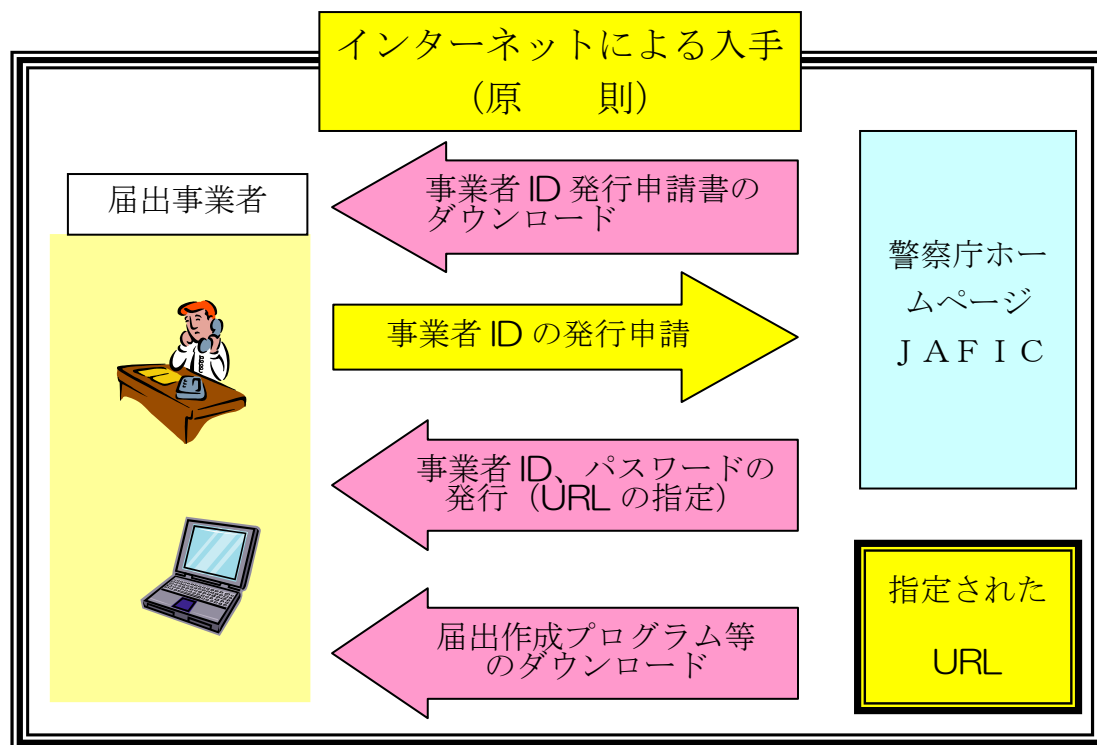 インターネットによる入手
（原　　則）
届出事業者
事業者 ID 発行申請書の
ダウンロード
事業者 ID の発行申請
事業者 ID、パスワードの
発行（URL の指定）
届出作成プログラム等
のダウンロード
警察庁ホー
ムページ
ＪＡＦＩＣ
指定された
URL